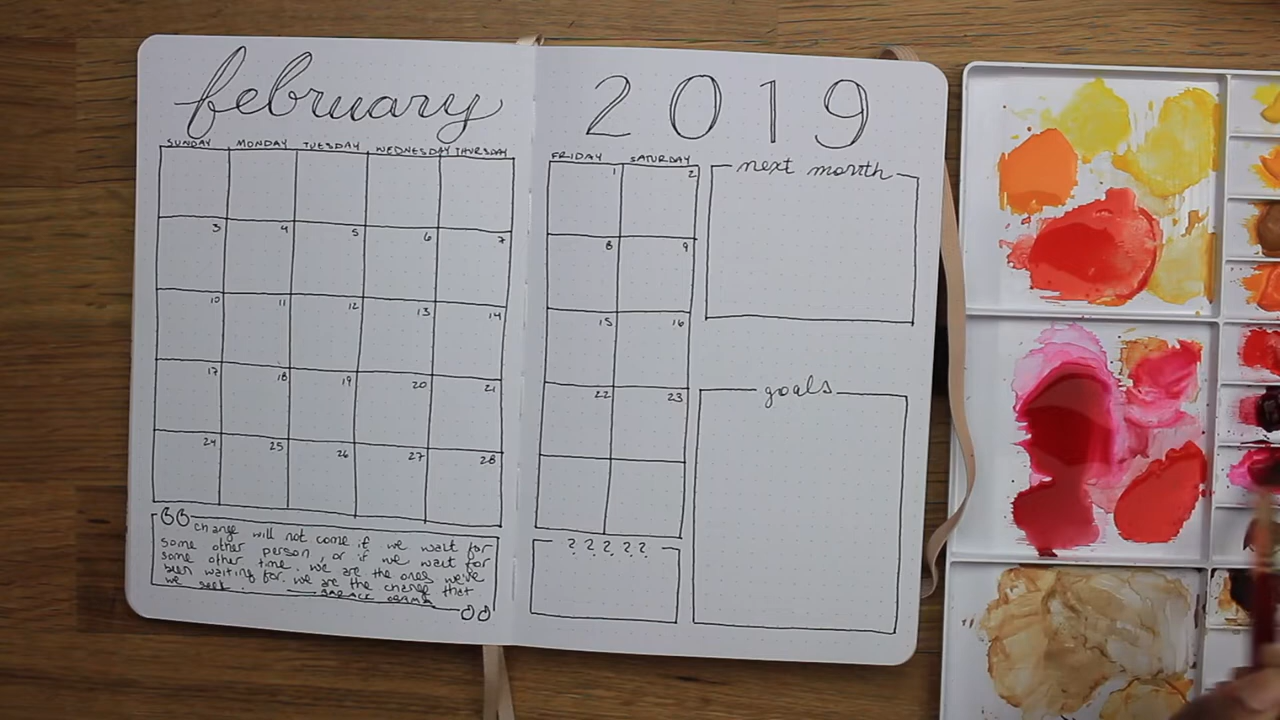 february 2019
SUNDAY MONDAY TUESDAY WEDNESDAY THURSDAY FRIDAY SATURDAY
1 2
3 4 5 6 7 8 9
10 11 12 13 14 15 16
17 18 19 20 21 22 23
24 25 26 27 28
next month
goals
? ? ? ? ?
change will not come if we wait for
some other person, or if we wait for
some other time. we are the ones we've
been waiting for. we are the change that
we seek. — BARACK OBAMA